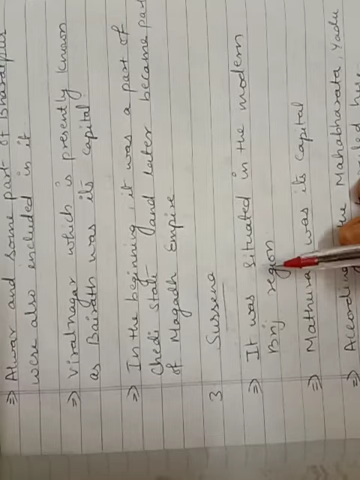 ⇒ Alwar and some part of Bharatpur
were also included in it.
⇒ Viratnagar which is presently known
as Bairath was its capital.
⇒ In the beginning, it was a part of
Chedi state and later became part
of Magadh Empire
3 Sursena
⇒ It was situated in the modern
Brij region.
⇒ Mathura was its capital
⇒ According Mahabharata, Yadu